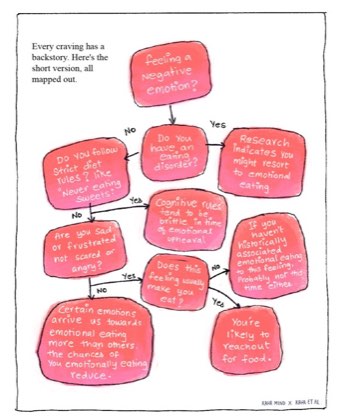 Every craving has a
backstory. Here's the
short version, all
mapped out.
feeling a
Negative
emotion?
No
Yes
Do you
have an
eating
disorder?
Research
indicates you
might resort
to emotional
eating
Do you follow
strict diet
rules? like
'Never eating
sweets'?
Yes
Cognitive rules
tend to be
brittle in time
of emotional
upheaval
No
Are you sad
or frustrated
not scared or
angry?
Yes
Does this
feeling usually
make you
eat?
No
If you
haven't
historically
associated
emotional eating
to this feeling,
Probably not this
time either
No
Certain emotions
arrive us towards
emotional eating
more than others;
the chances of
you emotionally eating
reduce.
Yes
You're
likely to
reachout
for food.